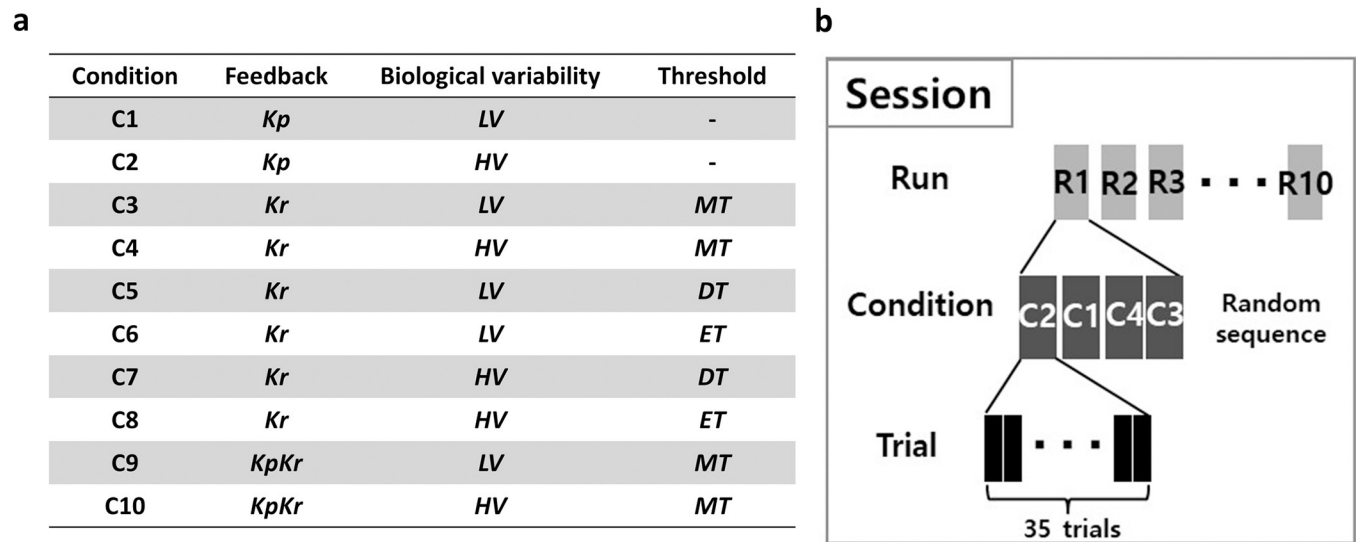 a
Condition Feedback Biological variability Threshold
C1 Kp LV -
C2 Kp HV -
C3 Kr LV MT
C4 Kr HV MT
C5 Kr LV DT
C6 Kr LV ET
C7 Kr HV DT
C8 Kr HV ET
C9 KpKr LV MT
C10 KpKr HV MT
b
Session
Run R1 R2 R3 ▪ ▪ ▪ R10
Condition C2 C1 C4 C3 Random
sequence
Trial ▪ ▪ ▪
35 trials